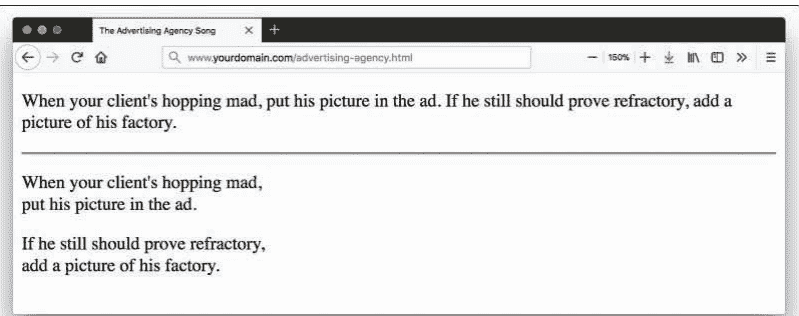 The Advertising Agency Song
www.yourdomain.com/advertising-agency.html
150%
When your client's hopping mad, put his picture in the ad. If he still should prove refractory, add a
picture of his factory.
When your client's hopping mad,
put his picture in the ad.
If he still should prove refractory,
add a picture of his factory.